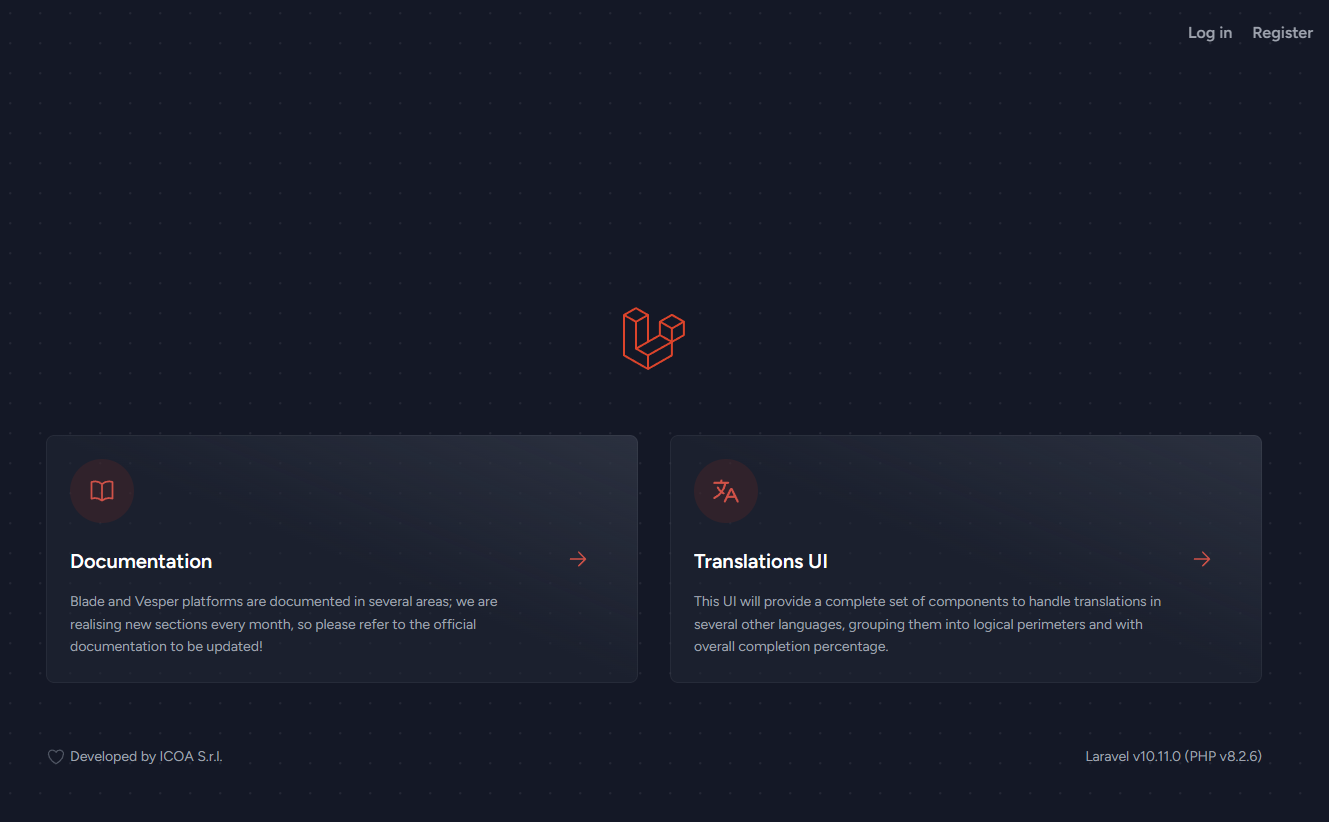 Log in Register
Documentation
Blade and Vesper platforms are documented in several areas; we are
realising new sections every month, so please refer to the official
documentation to be updated!
Translations UI
This UI will provide a complete set of components to handle translations in
several other languages, grouping them into logical perimeters and with
overall completion percentage.
Developed by ICOA S.r.l.
Laravel v10.11.0 (PHP v8.2.6)